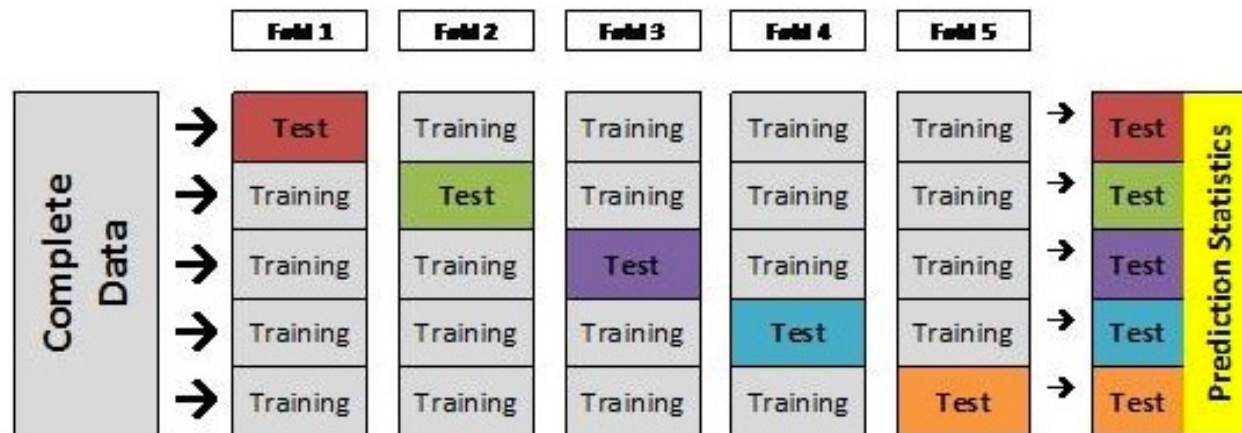 Fold 1 Fold 2 Fold 3 Fold 4 Fold 5
Complete Data
Test Training Training Training Training Test
Training Test Training Training Training Test
Training Training Test Training Training Test
Training Training Training Test Training Test
Training Training Training Training Test Test
Prediction Statistics